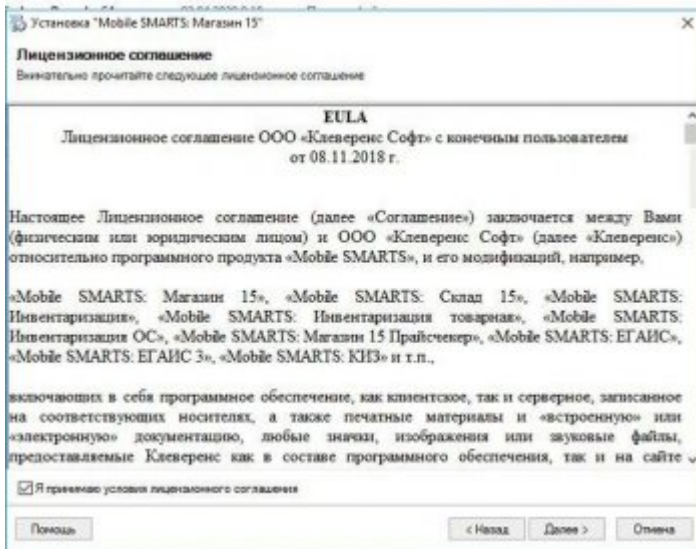 Установка "Mobile SMARTS: Магазин 15"
Лицензионное соглашение
Внимательно прочитайте следующее лицензионное соглашение
EULA
Лицензионное соглашение ООО «Клеверенс Софт» с конечным пользователем
от 08.11.2018 г.
Настоящее Лицензионное соглашение (далее «Соглашение») заключается между Вами
(физическим или юридическим лицом) и ООО «Клеверенс Софт» (далее «Клеверенс»)
относительно программного продукта «Mobile SMARTS», и его модификаций, например,
«Mobile SMARTS: Магазин 15», «Mobile SMARTS: Склад 15», «Mobile SMARTS:
Инвентаризация», «Mobile SMARTS: Инвентаризация товарная», «Mobile SMARTS:
Инвентаризация ОС», «Mobile SMARTS: Магазин 15 Прайсчекер», «Mobile SMARTS: ЕГАИС»,
«Mobile SMARTS: ЕГАИС 3», «Mobile SMARTS: КИЗ» и т.п.,
включающих в себя программное обеспечение, как клиентское, так и серверное, записанное
на соответствующих носителях, а также печатные материалы и «встроенную» или
«электронную» документацию, любые значки, изображения или звуковые файлы,
предоставляемые Клеверенс как в составе программного обеспечения, так и на сайте
Я принимаю условия лицензионного соглашения
Помощь
< Назад
Далее >
Отмена